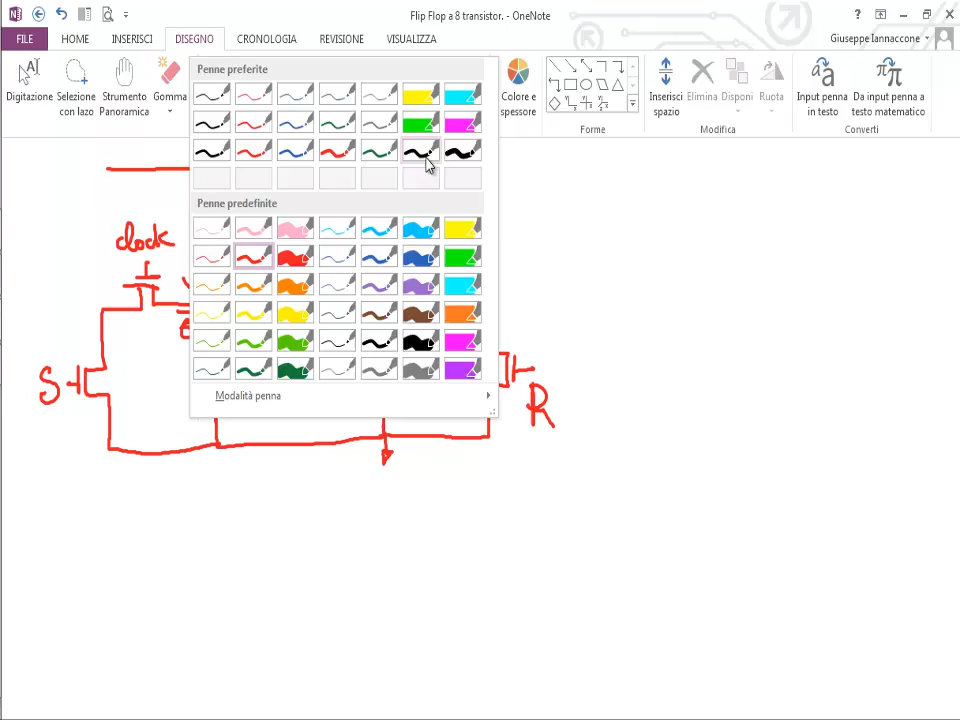 Flip Flop a 8 transistor. - OneNote
FILE
HOME
INSERISCI
DISEGNO
CRONOLOGIA
REVISIONE
VISUALIZZA
Giuseppe Iannaccone
Digitazione
Selezione
con lazo
Strumento
Panoramica
Gomma
Penne preferite
Penne predefinite
Modalità penna
Colore e
spessore
Forme
Inserisci
spazio
Elimina
Disponi
Ruota
Modifica
Input penna
in testo
Da input penna a
testo matematico
Converti
clock
S
R